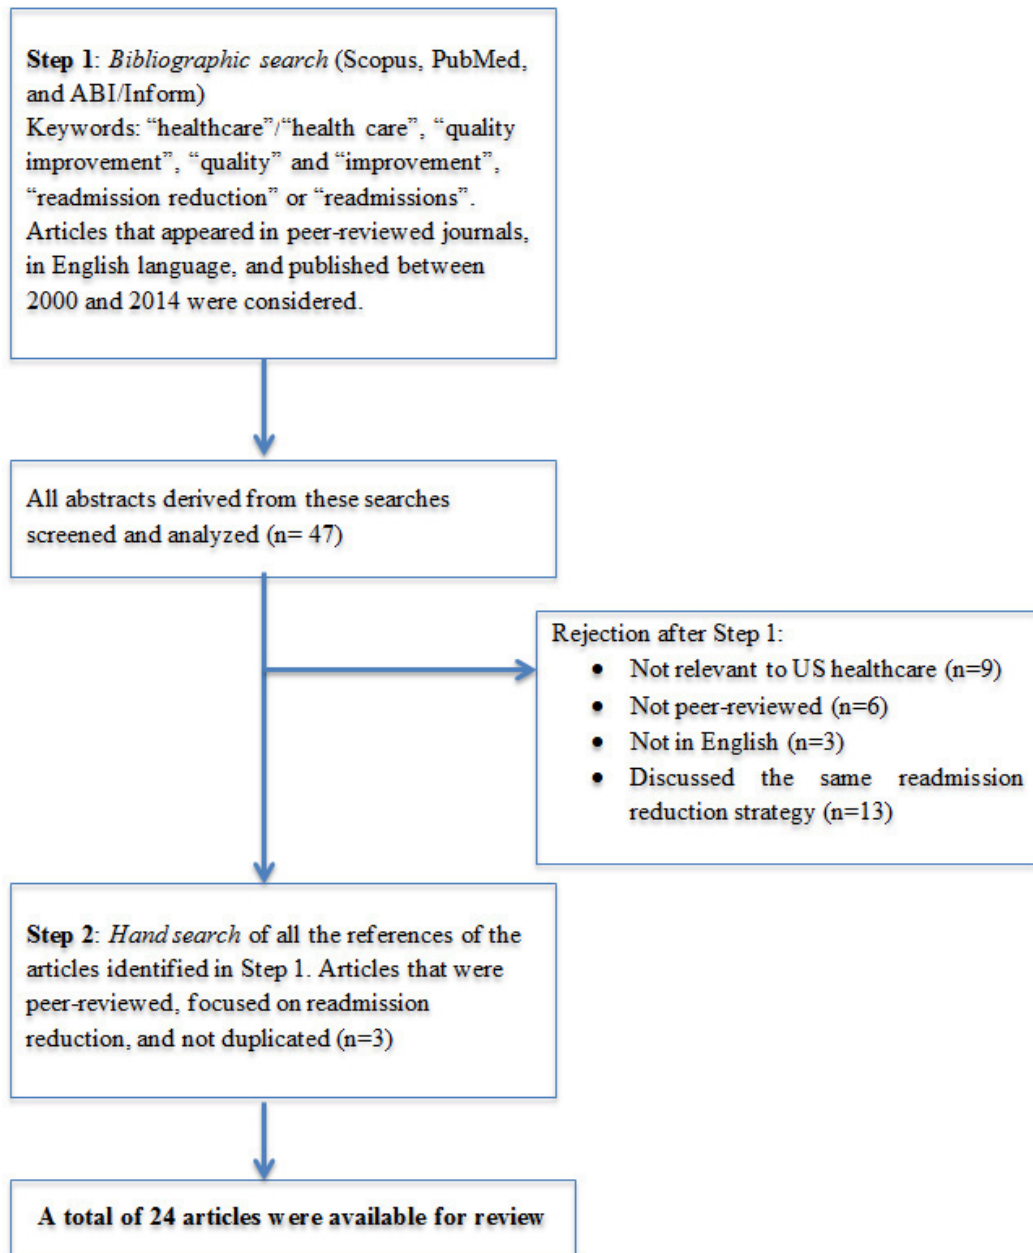 Step 1: Bibliographic search (Scopus, PubMed,
and ABI/Inform)
Keywords: “healthcare”/“health care”, “quality
improvement”, “quality” and “improvement”,
“readmission reduction” or “readmissions”.
Articles that appeared in peer-reviewed journals,
in English language, and published between
2000 and 2014 were considered.
All abstracts derived from these searches
screened and analyzed (n= 47)
Rejection after Step 1:
• Not relevant to US healthcare (n=9)
• Not peer-reviewed (n=6)
• Not in English (n=3)
• Discussed the same readmission
reduction strategy (n=13)
Step 2: Hand search of all the references of the
articles identified in Step 1. Articles that were
peer-reviewed, focused on readmission
reduction, and not duplicated (n=3)
A total of 24 articles were available for review